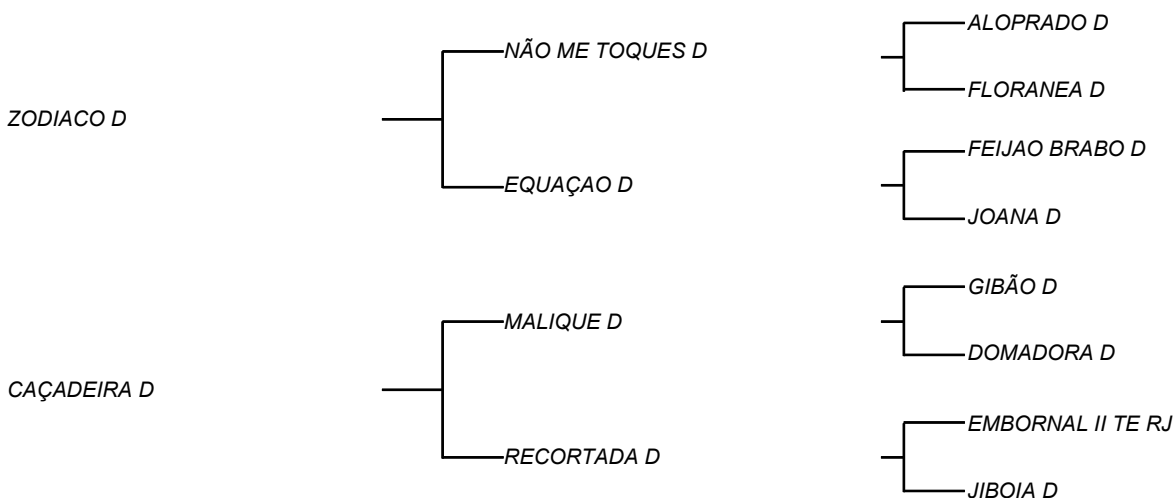 ALOPRADO D
NÃO ME TOQUES D
FLORANEA D
ZODIACO D
FEIJAO BRABO D
EQUAÇAO D
JOANA D
GIBÃO D
MALIQUE D
DOMADORA D
CAÇADEIRA D
EMBORNAL II TE RJ
RECORTADA D
JIBOIA D